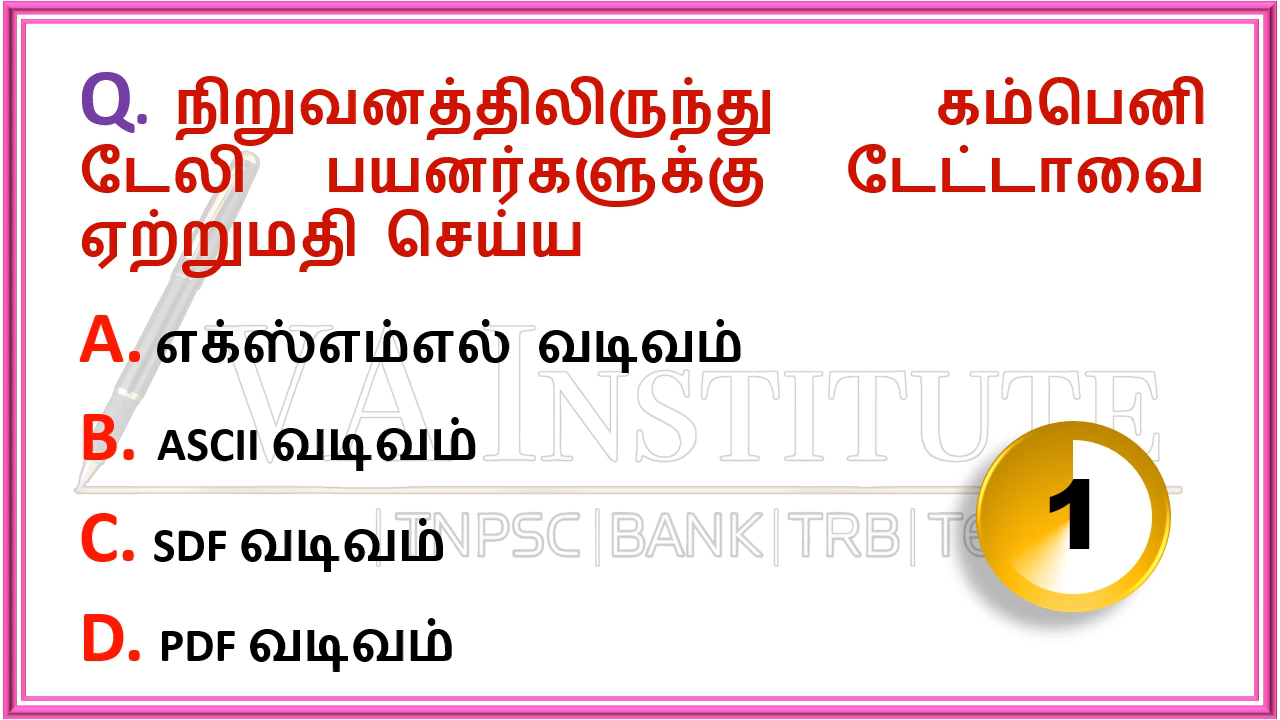 Q. நிறுவனத்திலிருந்து கம்பெனி
டேலி பயனர்களுக்கு டேட்டாவை
ஏற்றுமதி செய்ய
A. எக்ஸ்எம்எல் வடிவம்
VA INSTITUTE
B. ASCII வடிவம்
|TNPSC|BANK|TRB|
1
C. SDF வடிவம்
D. PDF வடிவம்